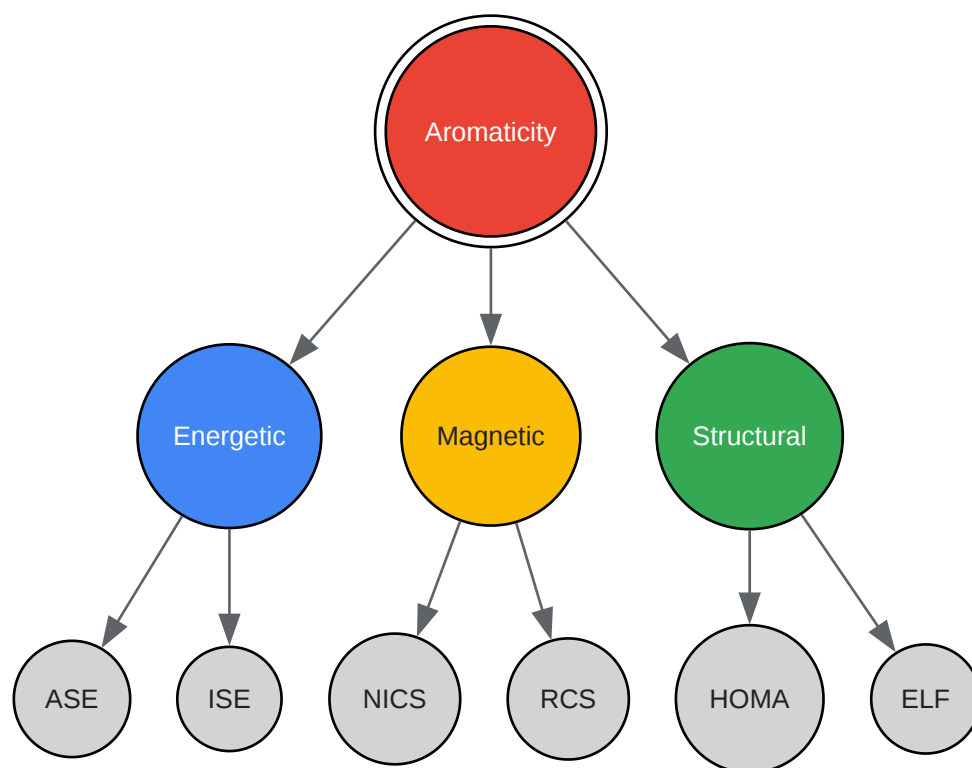 Aromaticity
Energetic
Magnetic
Structural
ASE
ISE
NICS
RCS
HOMA
ELF